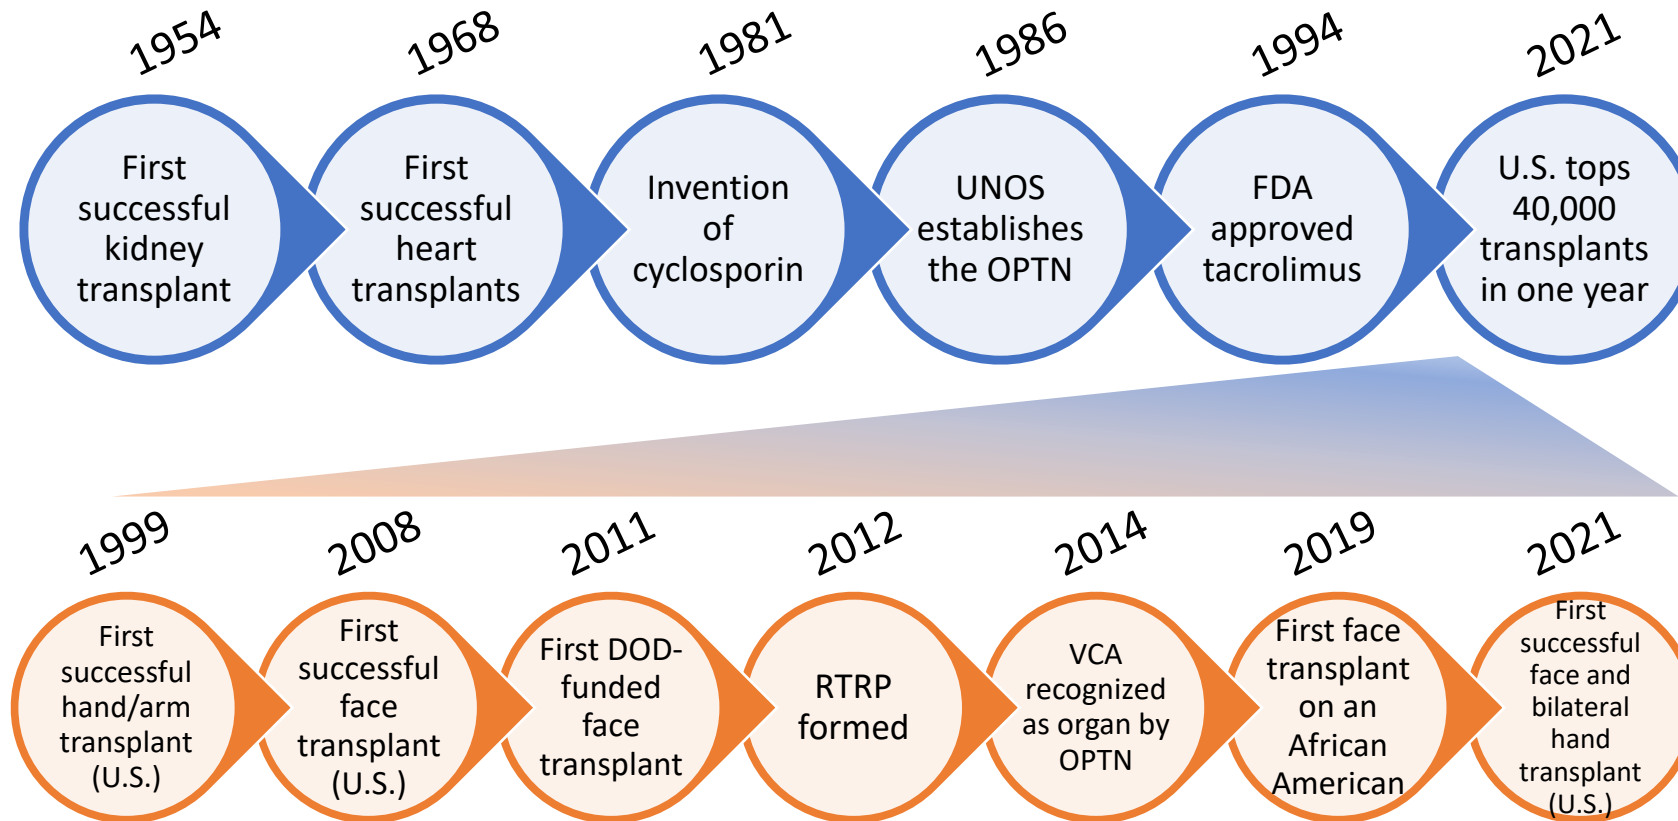 1954
1968
1981
1986
1994
2021
First
successful
kidney
transplant
First
successful
heart
transplants
Invention
of
cyclosporin
UNOS
establishes
the OPTN
FDA
approved
tacrolimus
U.S. tops
40,000
transplants
in one year
1999
2008
2011
2012
2014
2019
2021
First
successful
hand/arm
transplant
(U.S.)
First
successful
face
transplant
(U.S.)
First DOD-
funded
face
transplant
RTRP
formed
VCA
recognized
as organ by
OPTN
First face
transplant
on an
African
American
First
successful
face and
bilateral
hand
transplant
(U.S.)